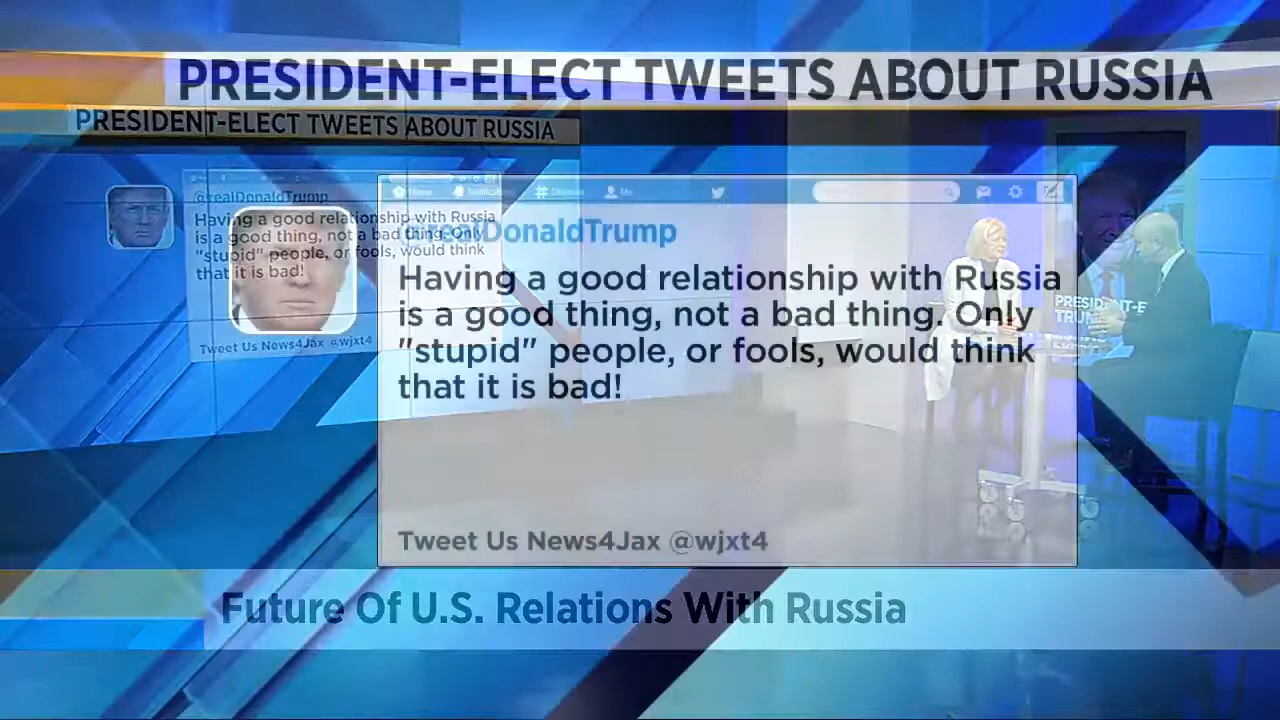 PRESIDENT-ELECT TWEETS ABOUT RUSSIA
PRESIDENT-ELECT TWEETS ABOUT RUSSIA
@realDonaldTrump
Having a good relationship with Russia
is a good thing, not a bad thing. Only
"stupid" people, or fools, would think
that it is bad!
Tweet Us News4Jax @wjxt4
Home
Me
DonaldTrump
Having a good relationship with Russia
is a good thing, not a bad thing. Only
"stupid" people, or fools, would think
that it is bad!
Tweet Us News4Jax @wjxt4
Future Of U.S. Relations With Russia